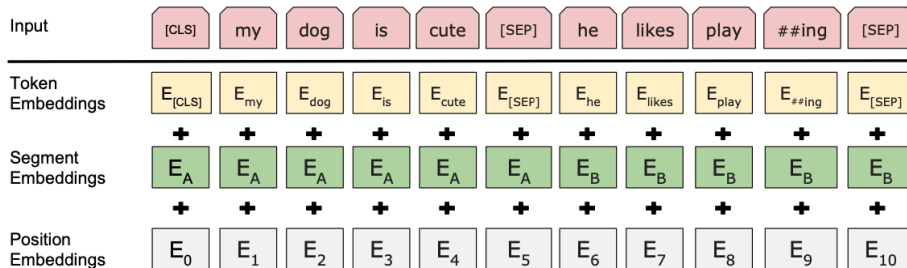 Input [CLS] my dog is cute [SEP] he likes play ##ing [SEP]
Token Embeddings E[CLS] Emy Edog Eis Ecute E[SEP] Ehe Elikes Eplay E##ing E[SEP]
+ + + + + + + + + + +
Segment Embeddings EA EA EA EA EA EA EB EB EB EB EB
+ + + + + + + + + + +
Position Embeddings E0 E1 E2 E3 E4 E5 E6 E7 E8 E9 E10